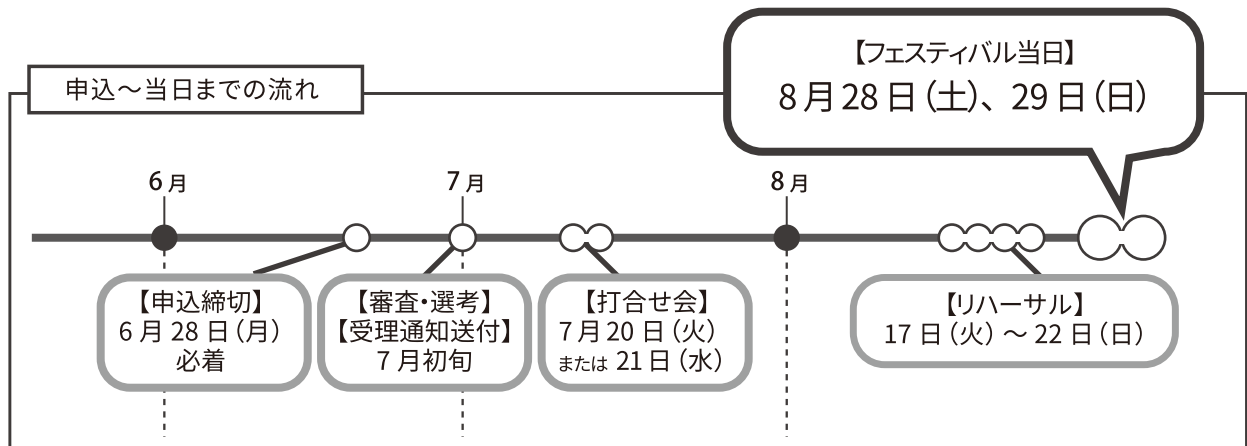 【フェスティバル当日】
8月28日（土）、29日（日）
申込～当日までの流れ
6月
7月
8月
【申込締切】
6月28日（月）
必着
【審査・選考】
【受理通知送付】
7月初旬
【打合せ会】
7月20日（火）
または21日（水）
【リハーサル】
17日（火）～22日（日）